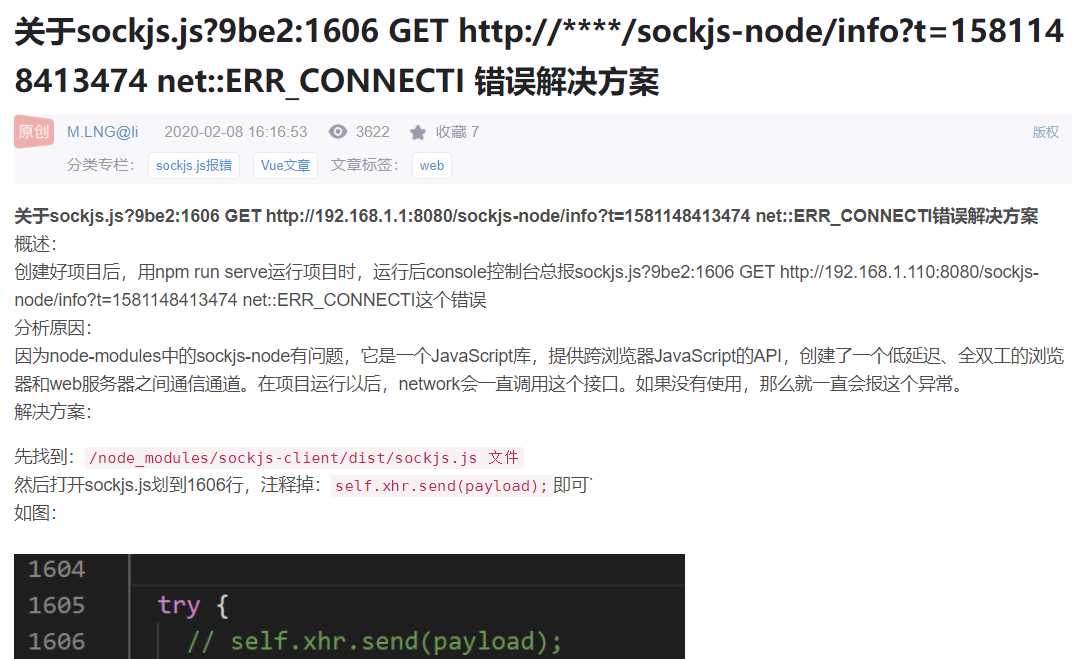 关于sockjs.js?9be2:1606 GET http://****/sockjs-node/info?t=158114
8413474 net::ERR_CONNECTI 错误解决方案
原创 M.LNG@li 2020-02-08 16:16:53 3622 收藏 7 版权
分类专栏： sockjs.js报错 Vue文章 文章标签： web
关于sockjs.js?9be2:1606 GET http://192.168.1.1:8080/sockjs-node/info?t=1581148413474 net::ERR_CONNECTI错误解决方案
概述：
创建好项目后，用npm run serve运行项目时，运行后console控制台总报sockjs.js?9be2:1606 GET http://192.168.1.110:8080/sockjs-
node/info?t=1581148413474 net::ERR_CONNECTI这个错误
分析原因：
因为node-modules中的sockjs-node有问题，它是一个JavaScript库，提供跨浏览器JavaScript的API，创建了一个低延迟、全双工的浏览
器和web服务器之间通信通道。在项目运行以后，network会一直调用这个接口。如果没有使用，那么就一直会报这个异常。
解决方案：
先找到： /node_modules/sockjs-client/dist/sockjs.js 文件
然后打开sockjs.js划到1606行，注释掉： self.xhr.send(payload); 即可`
如图：
1604
1605 try {
1606 // self.xhr.send(payload);